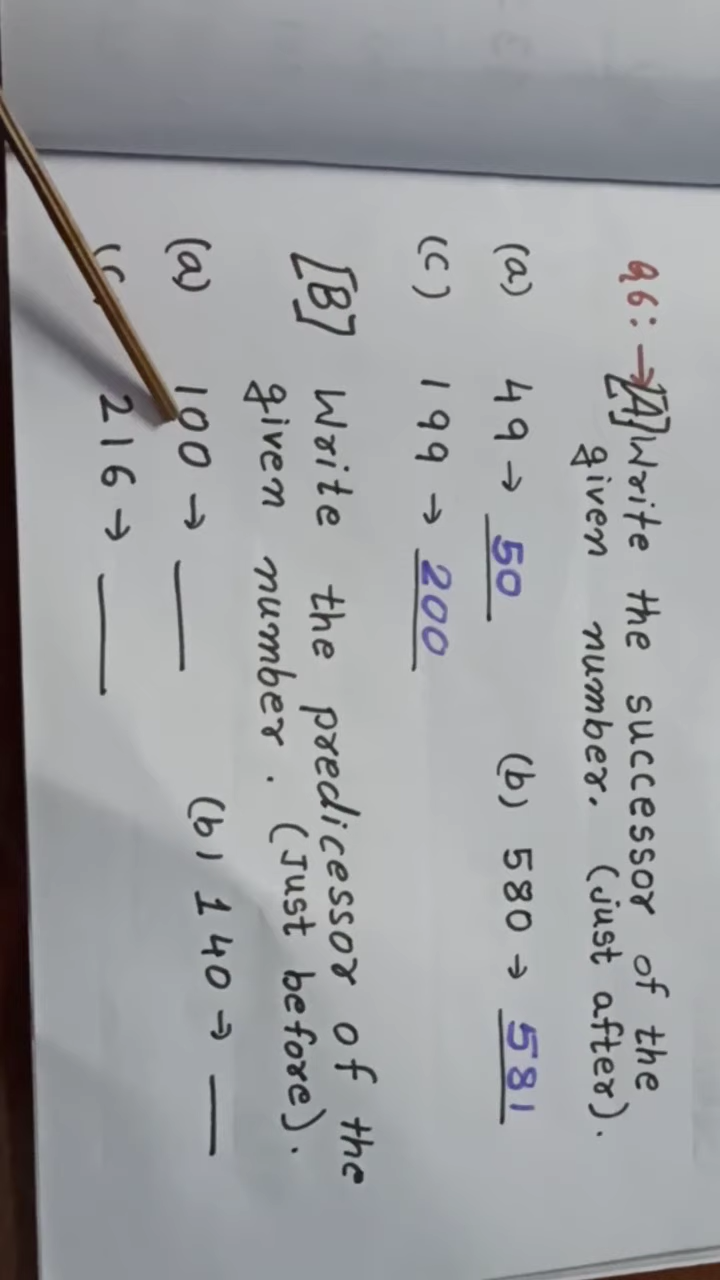 q6:→[A] Write the successor of the
given number. (just after).
(a) 49 → 50 (b) 580 → 581
(c) 199 → 200
[B] Write the predicessor of the
given number. (Just before).
(a) 100 → ___ (b) 140 → ___
216 → ___